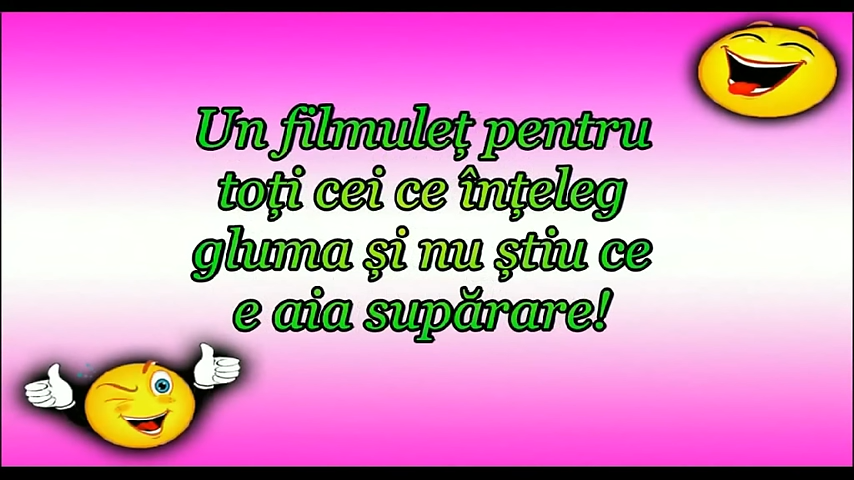 Un filmuleț pentru
toți cei ce înțeleg
gluma și nu știu ce
e aia supărare!